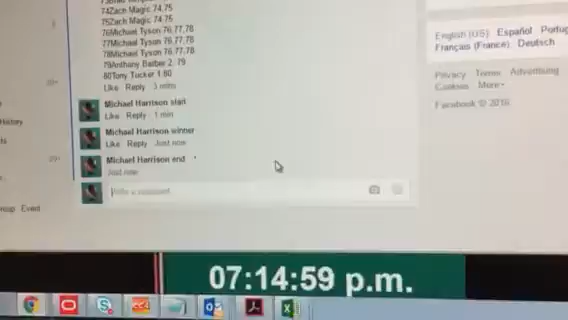 74Zach Magic 74,75
75Zach Magic 74,75
76Michael Tyson 76,77,78
77Michael Tyson 76,77,78
78Michael Tyson 76,77,78
79Anthony Barber 2, 79
80Tony Tucker 1 80
Like Reply 3 mins
Michael Harrison start
Like Reply 1 min
Michael Harrison winner
Like Reply Just now
Michael Harrison end
Just now
Write a comment
English (US) Español Portug
Français (France) Deutsch
Privacy Terms Advertising
Cookies More
Facebook © 2016
Event
07:14:59 p.m.